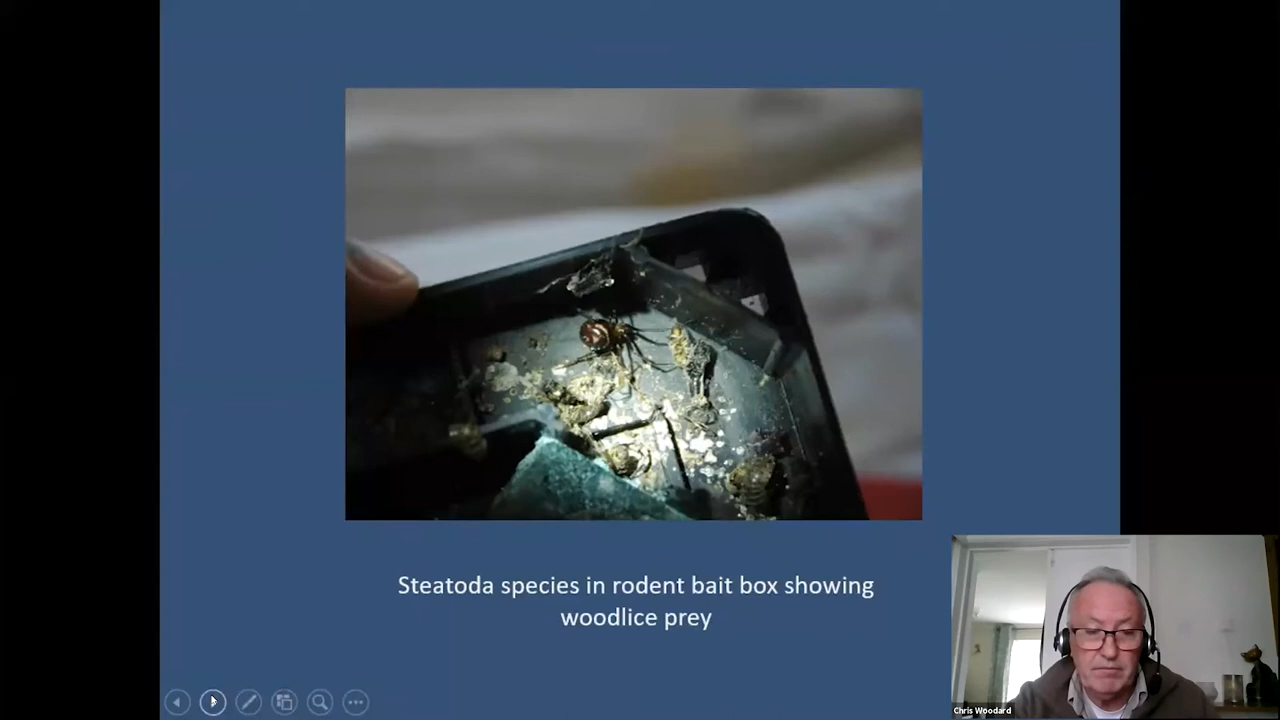 Steatoda species in rodent bait box showing
woodlice prey
Chris Woodard